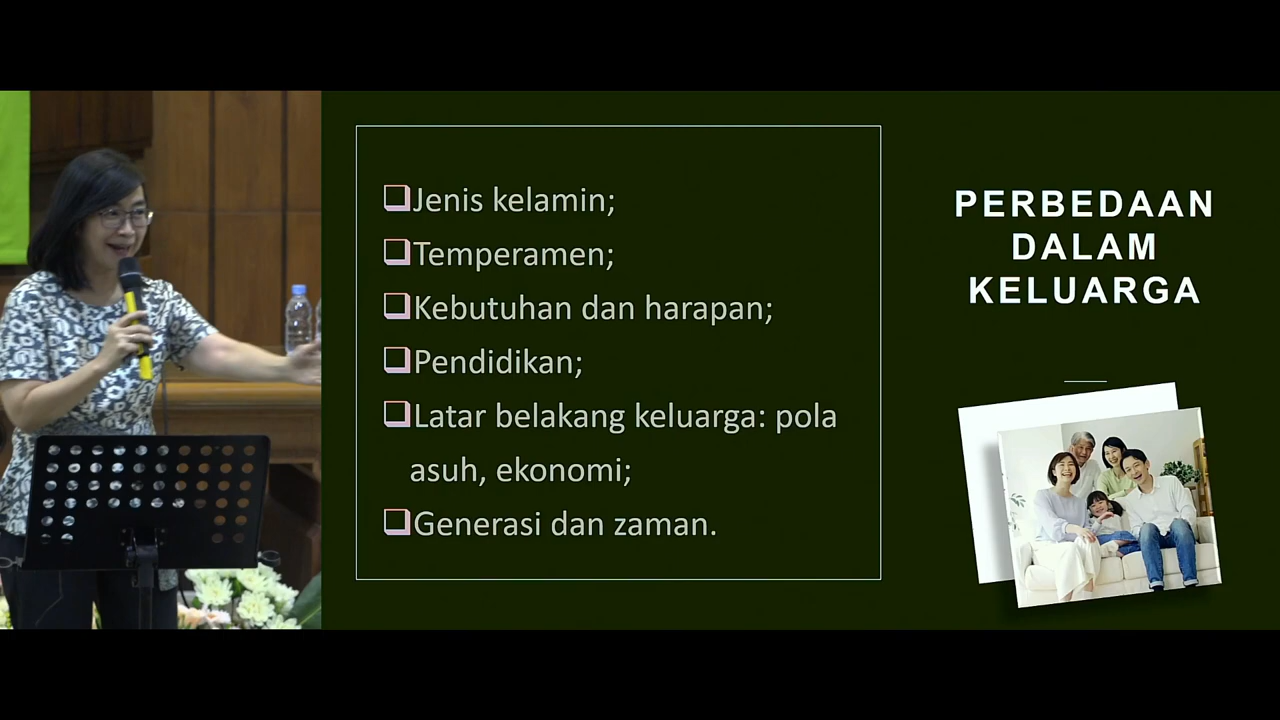 Jenis kelamin;
Temperamen;
Kebutuhan dan harapan;
Pendidikan;
Latar belakang keluarga: pola
asuh, ekonomi;
Generasi dan zaman.
PERBEDAAN
DALAM
KELUARGA